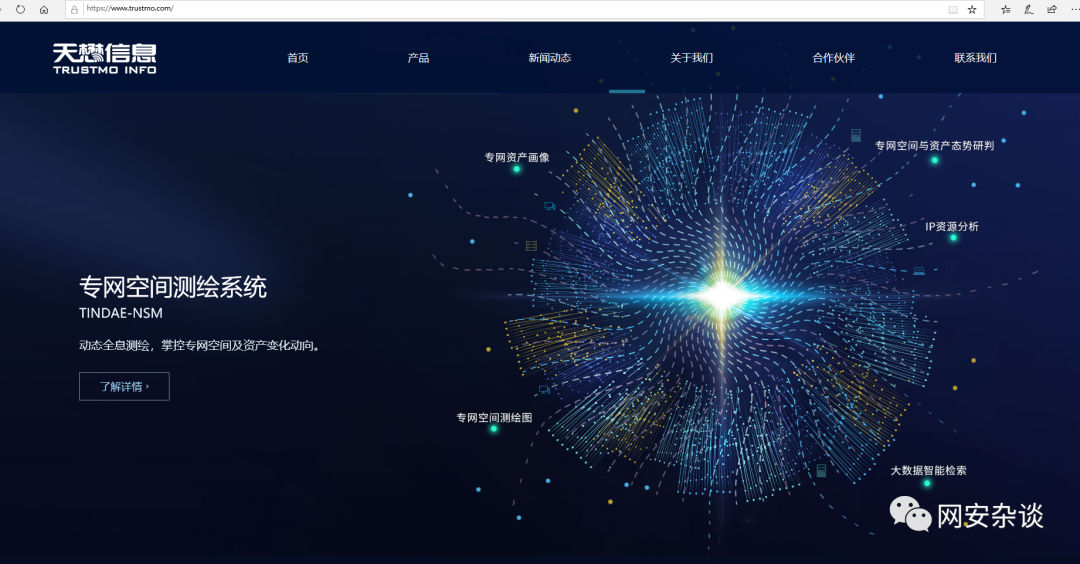 https://www.trustmo.com/
天懋信息
TRUSTMO INFO
首页
产品
新闻动态
关于我们
合作伙伴
联系我们
专网资产画像
专网空间与资产态势研判
IP资源分析
专网空间测绘系统
TINDAE-NSM
动态全息测绘，掌控专网空间及资产变化动向。
了解详情
专网空间测绘图
大数据智能检索
网安杂谈